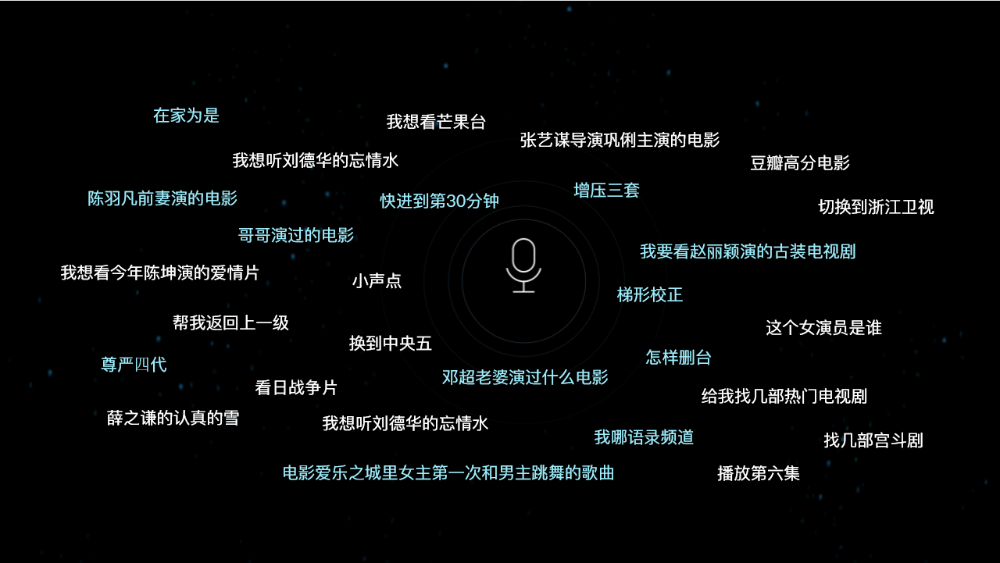 在家为是
我想看芒果台
张艺谋导演巩俐主演的电影
我想听刘德华的忘情水
豆瓣高分电影
陈羽凡前妻演的电影
快进到第30分钟
增压三套
切换到浙江卫视
哥哥演过的电影
我要看赵丽颖演的古装电视剧
我想看今年陈坤演的爱情片
小声点
梯形校正
帮我返回上一级
这个女演员是谁
换到中央五
怎样删台
尊严四代
邓超老婆演过什么电影
看日战争片
给我找几部热门电视剧
薛之谦的认真的雪
我想听刘德华的忘情水
我哪语录频道
找几部宫斗剧
电影爱乐之城里女主第一次和男主跳舞的歌曲
播放第六集